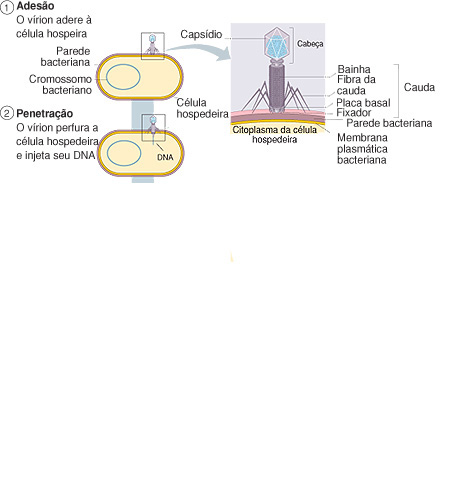 1 Adesão
O vírion adere à
célula hospeira
Parede
bacteriana
Cromossomo
bacteriano
2 Penetração
O vírion perfura a
célula hospedeira
e injeta seu DNA
Célula
hospedeira
DNA
Capsídio
Cabeça
Bainha
Fibra da
cauda
Placa basal
Fixador
Cauda
Parede bacteriana
Citoplasma da célula
hospedeira
Membrana
plasmática
bacteriana